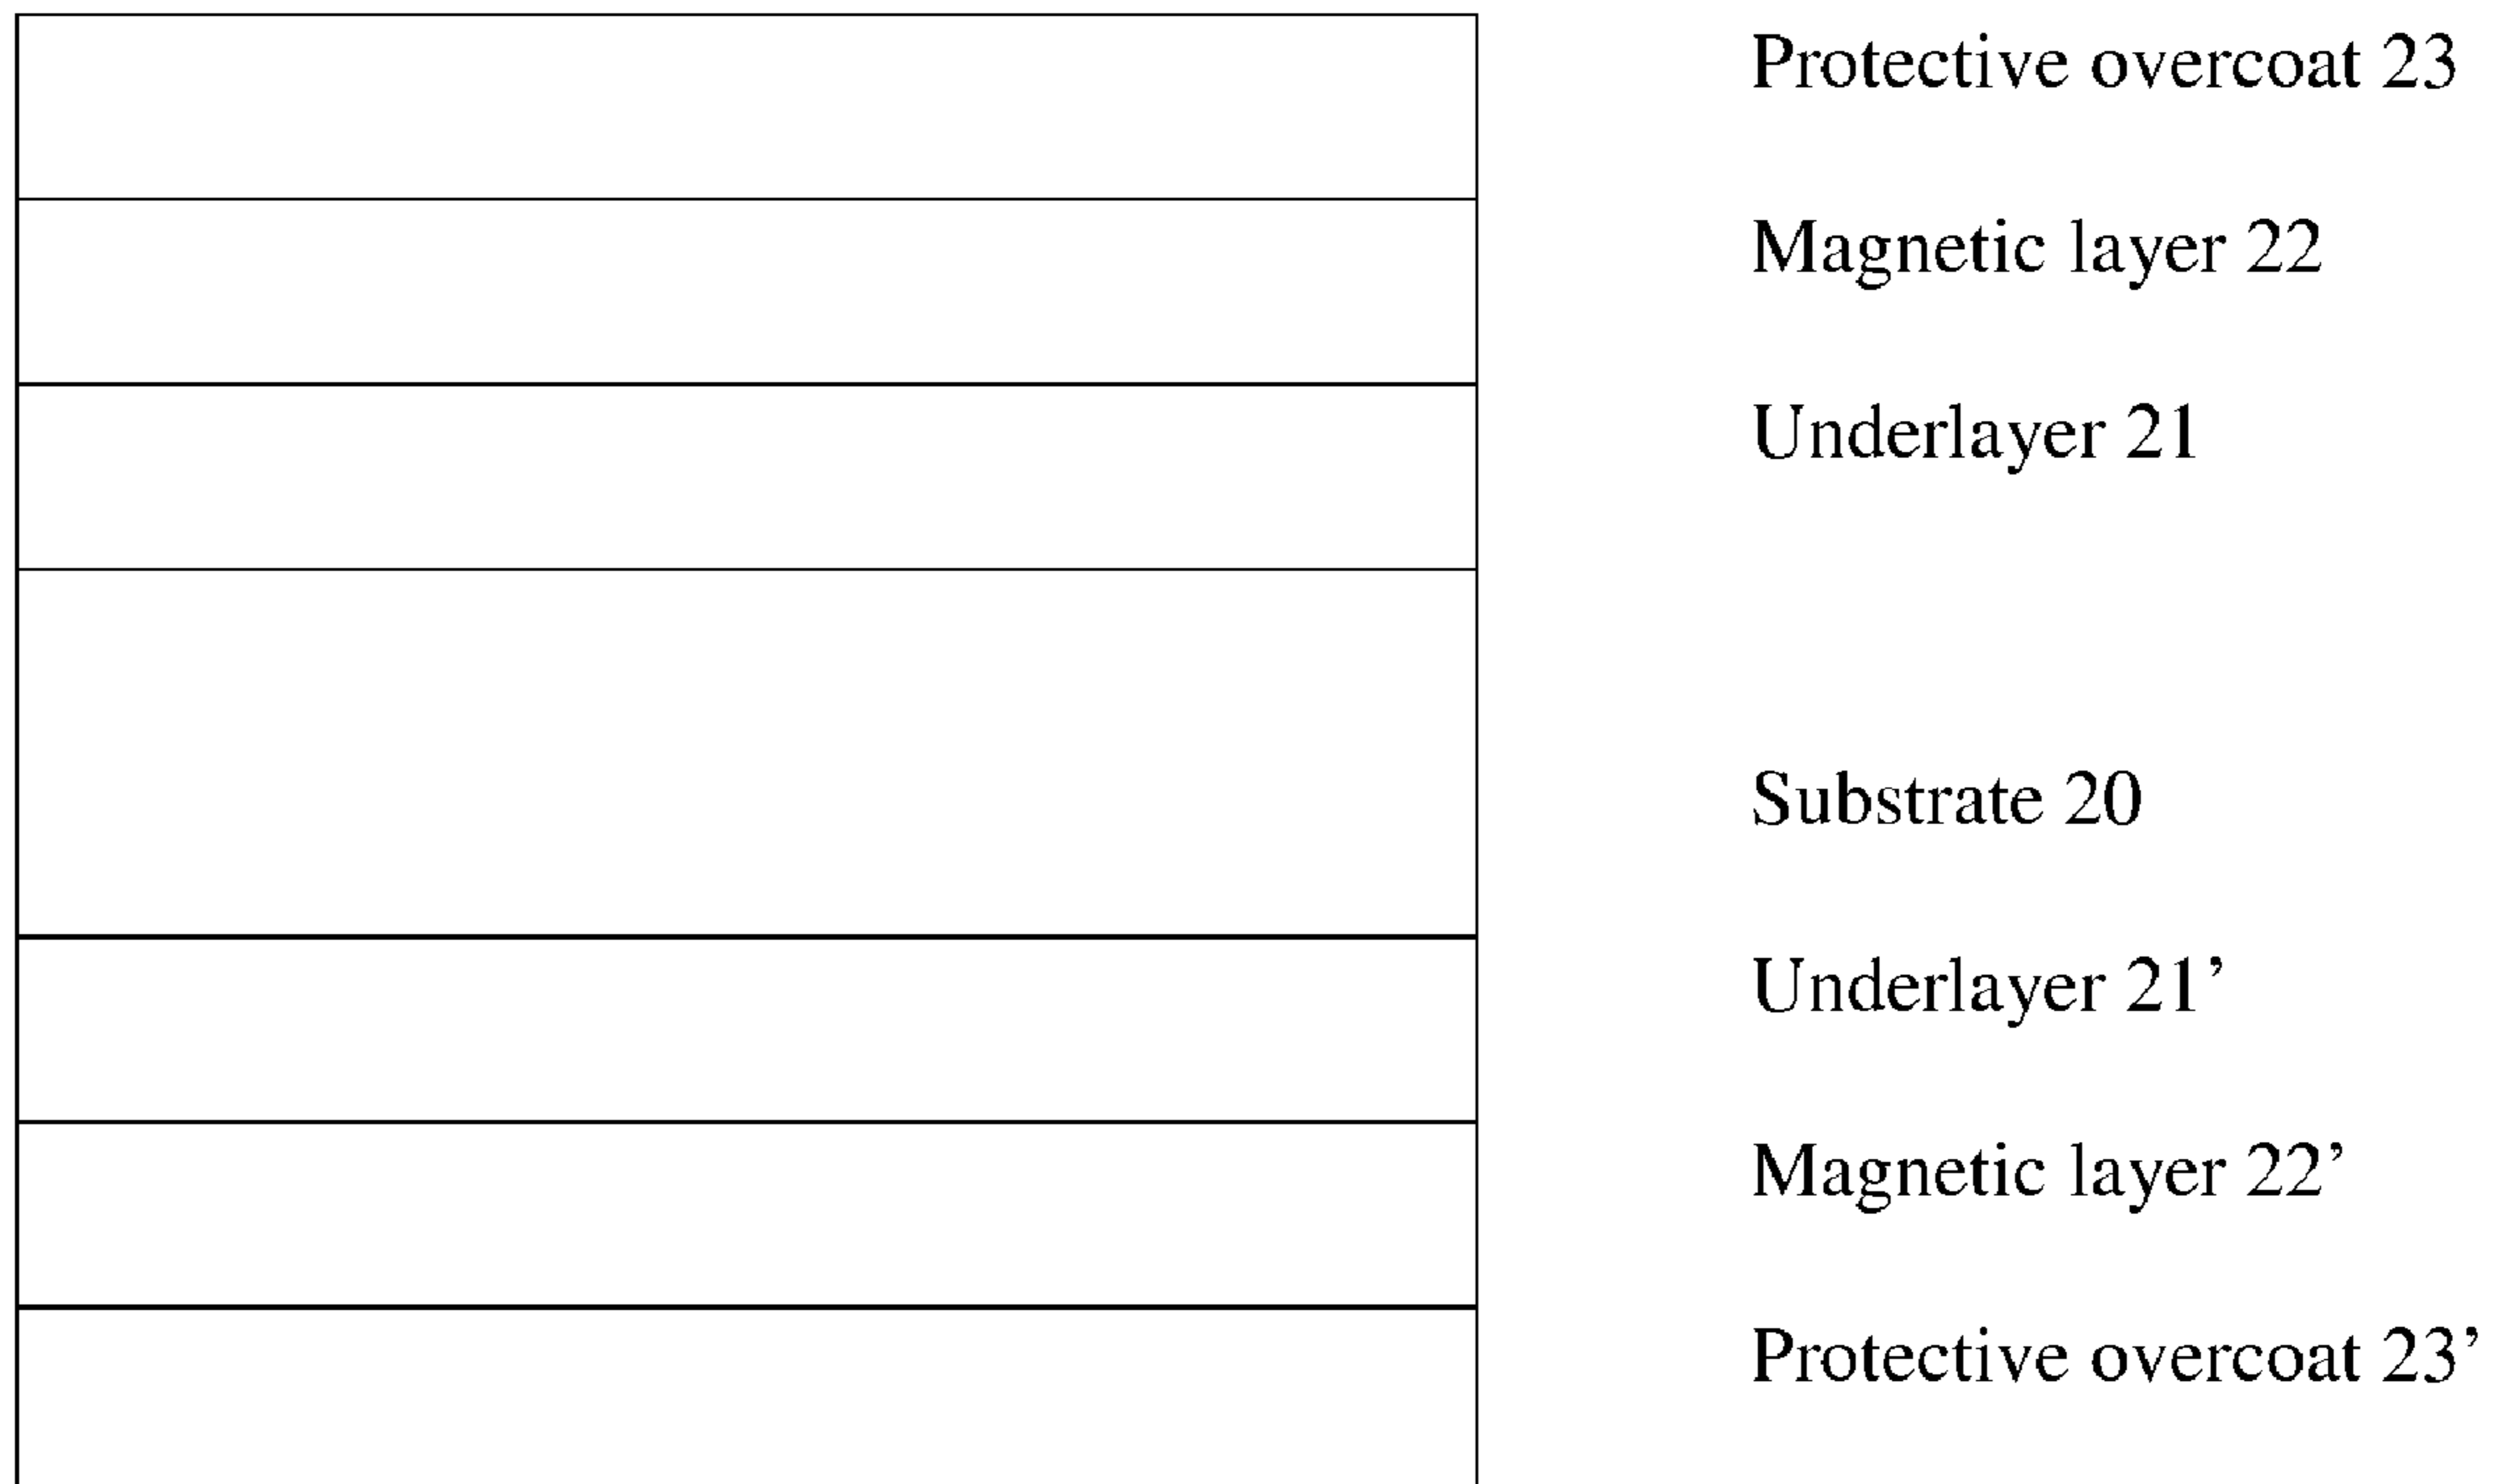 Protective overcoat 23
Magnetic layer 22
Underlayer 21
Substrate 20
Underlayer 21’
Magnetic layer 22’
Protective overcoat 23’